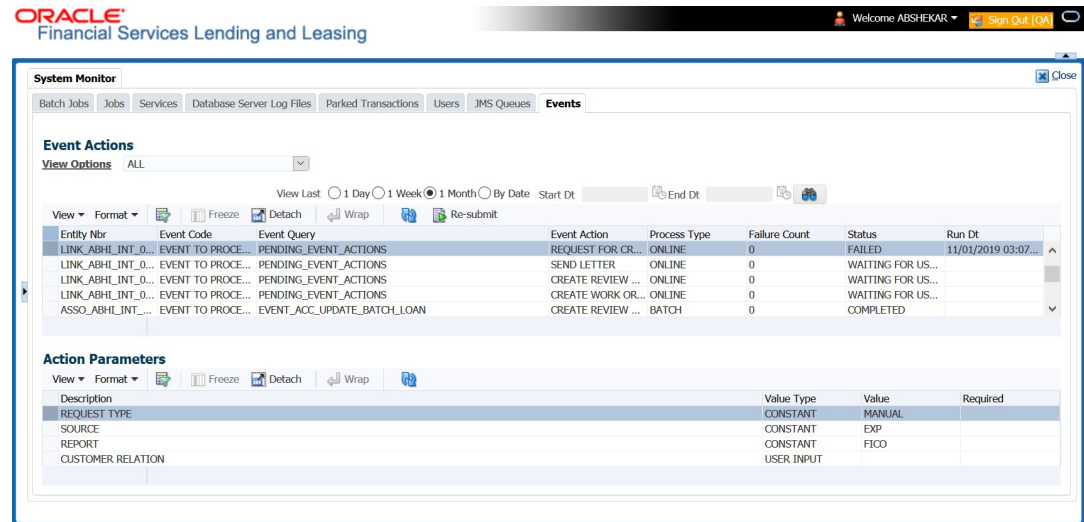 ORACLE
Financial Services Lending and Leasing
Welcome ABSHEKAR
Sign Out [QA]
System Monitor
Close
Batch Jobs Jobs Services Database Server Log Files Parked Transactions Users JMS Queues Events
Event Actions
View Options ALL
View Last 1 Day 1 Week 1 Month By Date Start Dt End Dt
View Format Freeze Detach Wrap Re-submit
Entity Nbr Event Code Event Query Event Action Process Type Failure Count Status Run Dt
LINK_ABHI_INT_0... EVENT TO PROCE... PENDING_EVENT_ACTIONS REQUEST FOR CR... ONLINE 0 FAILED 11/01/2019 03:07...
LINK_ABHI_INT_0... EVENT TO PROCE... PENDING_EVENT_ACTIONS SEND LETTER ONLINE 0 WAITING FOR US...
LINK_ABHI_INT_0... EVENT TO PROCE... PENDING_EVENT_ACTIONS CREATE REVIEW ... ONLINE 0 WAITING FOR US...
LINK_ABHI_INT_0... EVENT TO PROCE... PENDING_EVENT_ACTIONS CREATE WORK OR... ONLINE 0 WAITING FOR US...
ASSO_ABHI_INT_... EVENT TO PROCE... EVENT_ACC_UPDATE_BATCH_LOAN CREATE REVIEW ... BATCH 0 COMPLETED
Action Parameters
View Format Freeze Detach Wrap
Description Value Type Value Required
REQUEST TYPE CONSTANT MANUAL
SOURCE CONSTANT EXP
REPORT CONSTANT FICO
CUSTOMER RELATION USER INPUT